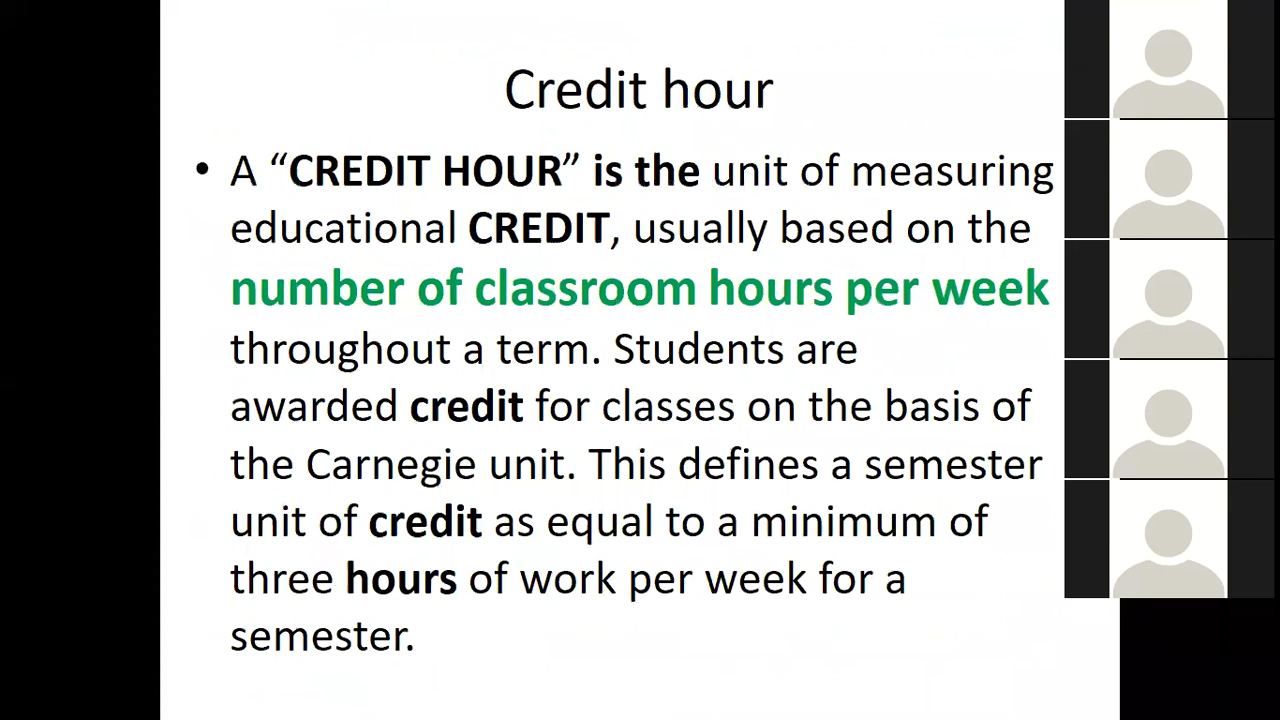 Credit hour
• A “CREDIT HOUR” is the unit of measuring
educational CREDIT, usually based on the
number of classroom hours per week
throughout a term. Students are
awarded credit for classes on the basis of
the Carnegie unit. This defines a semester
unit of credit as equal to a minimum of
three hours of work per week for a
semester.